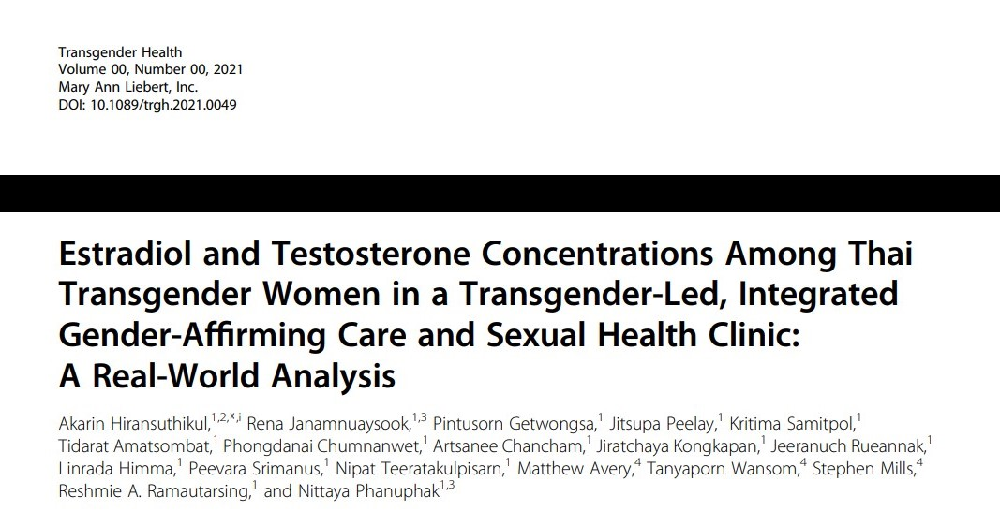 Transgender Health
Volume 00, Number 00, 2021
Mary Ann Liebert, Inc.
DOI: 10.1089/trgh.2021.0049
Estradiol and Testosterone Concentrations Among Thai
Transgender Women in a Transgender-Led, Integrated
Gender-Affirming Care and Sexual Health Clinic:
A Real-World Analysis
Akarin Hiransuthikul,1,2,*,i Rena Janamnuaysook,1,3 Pintusorn Getwongsa,1 Jitsupa Peelay,1 Kritima Samitpol,1
Tidarat Amatsombat,1 Phongdanai Chumnanwet,1 Artsanee Chancham,1 Jiratchaya Kongkapan,1 Jeeranuch Rueannak,1
Linrada Himma,1 Peevara Srimanus,1 Nipat Teeratakulpisarn,1 Matthew Avery,4 Tanyaporn Wansom,4 Stephen Mills,4
Reshmie A. Ramautarsing,1 and Nittaya Phanuphak1,3